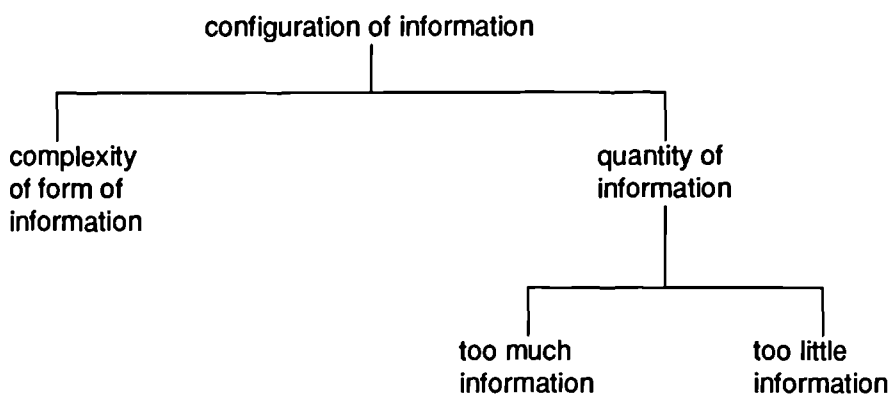 configuration of information
complexity
of form of
information
quantity of
information
too much
information
too little
information